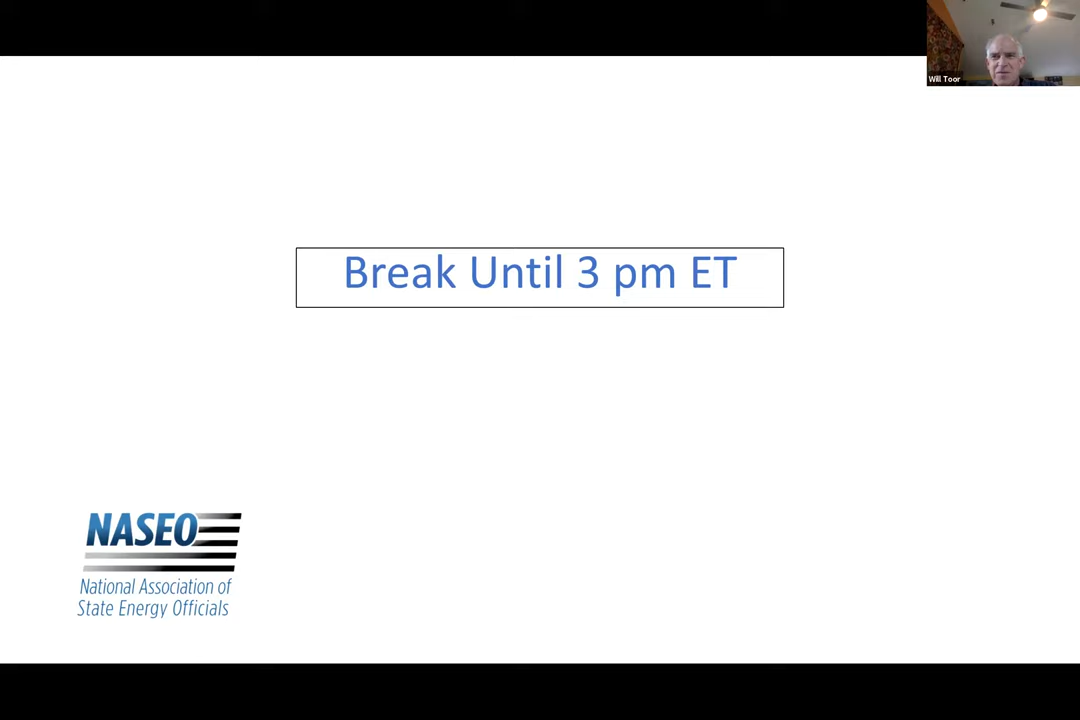 Will Toor
Break Until 3 pm ET
NASEO
National Association of
State Energy Officials